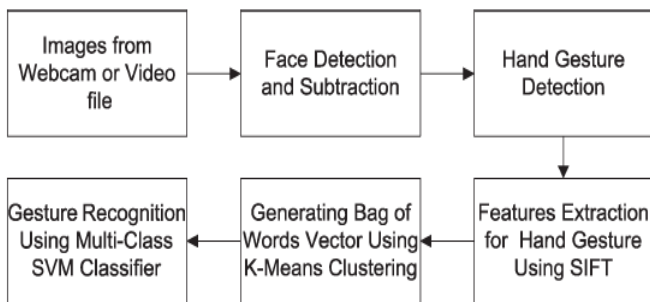 Images from
Webcam or Video
file
Face Detection
and Subtraction
Hand Gesture
Detection
Features Extraction
for Hand Gesture
Using SIFT
Generating Bag of
Words Vector Using
K-Means Clustering
Gesture Recognition
Using Multi-Class
SVM Classifier